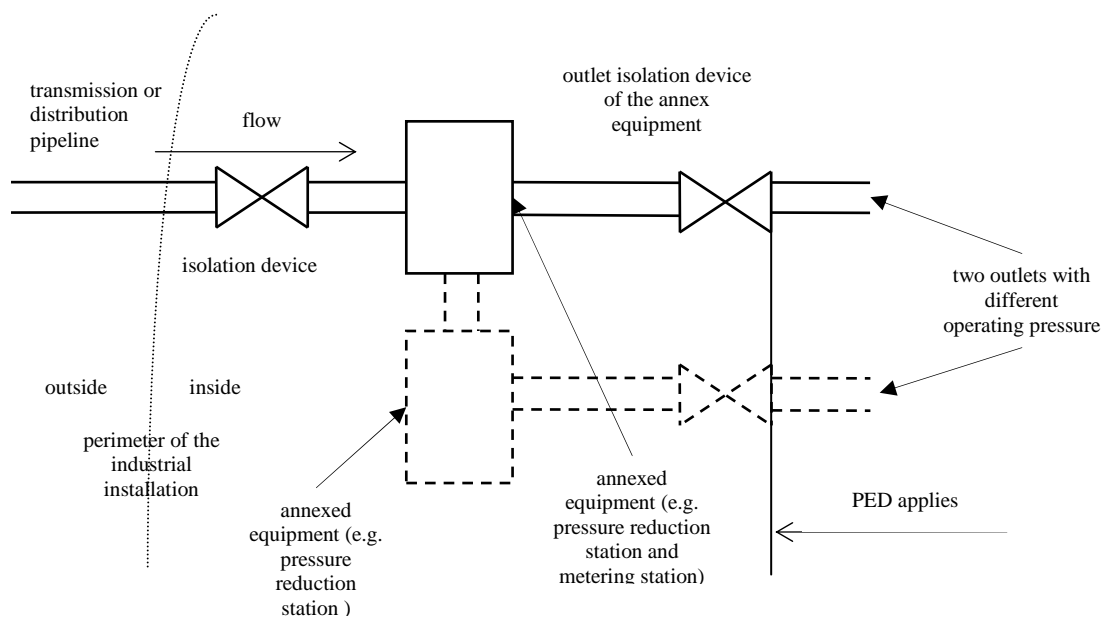 transmission or
distribution
pipeline
flow
outlet isolation device
of the annex
equipment
isolation device
two outlets with
different
operating pressure
outside
inside
perimeter of the
industrial
installation
annexed
equipment (e.g.
pressure
reduction
station )
annexed
equipment (e.g.
pressure reduction
station and
metering station)
PED applies